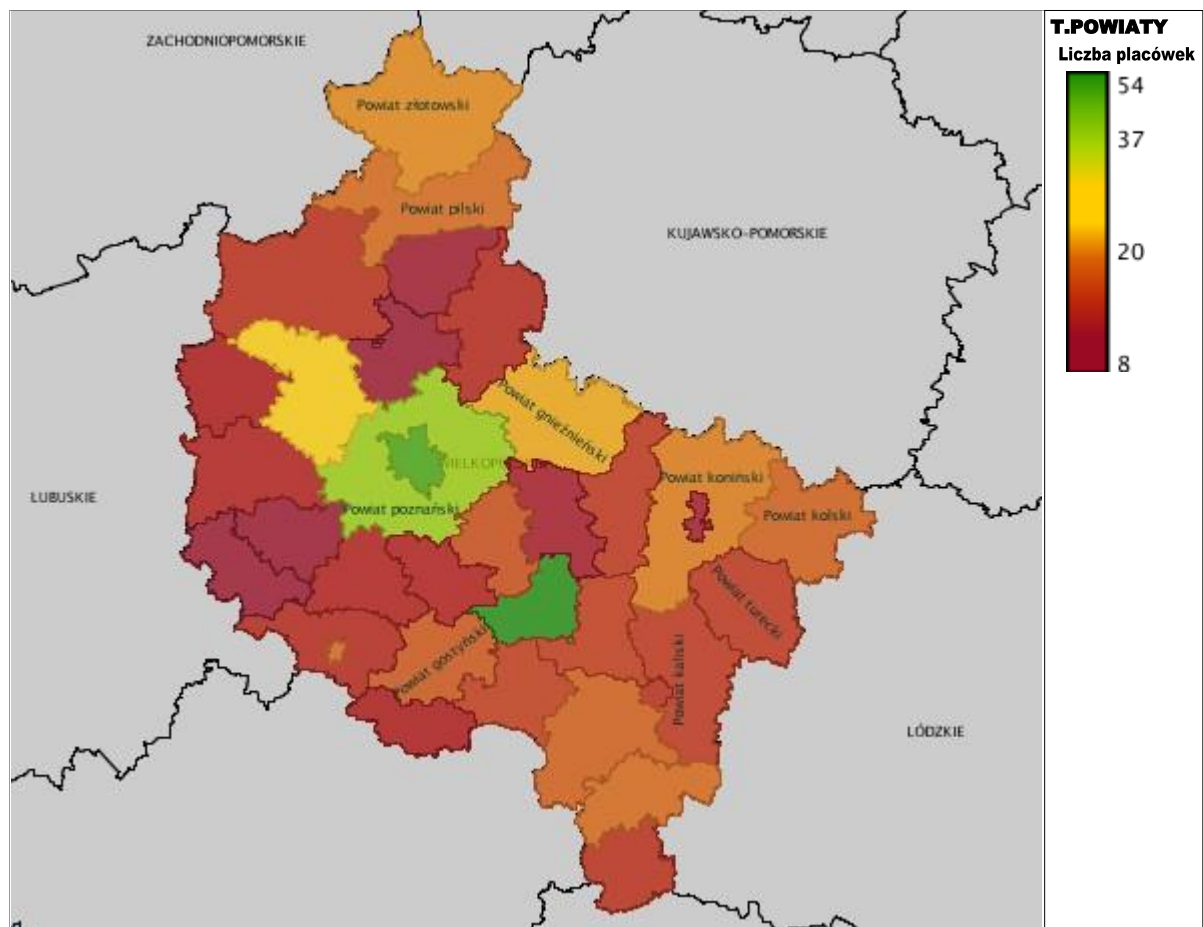 T.POWIATY
Liczba placówek
54
37
20
8
ZACHODNIOPOMORSKIE
Powiat złotowski
Powiat pilski
KUJAWSKO-POMORSKIE
Powiat gnieźnieński
WIELKOP
Powiat koniński
LUBUSKIE
Powiat poznański
Powiat kolski
Powiat turecki
Powiat gostyński
Powiat kaliski
ŁÓDZKIE